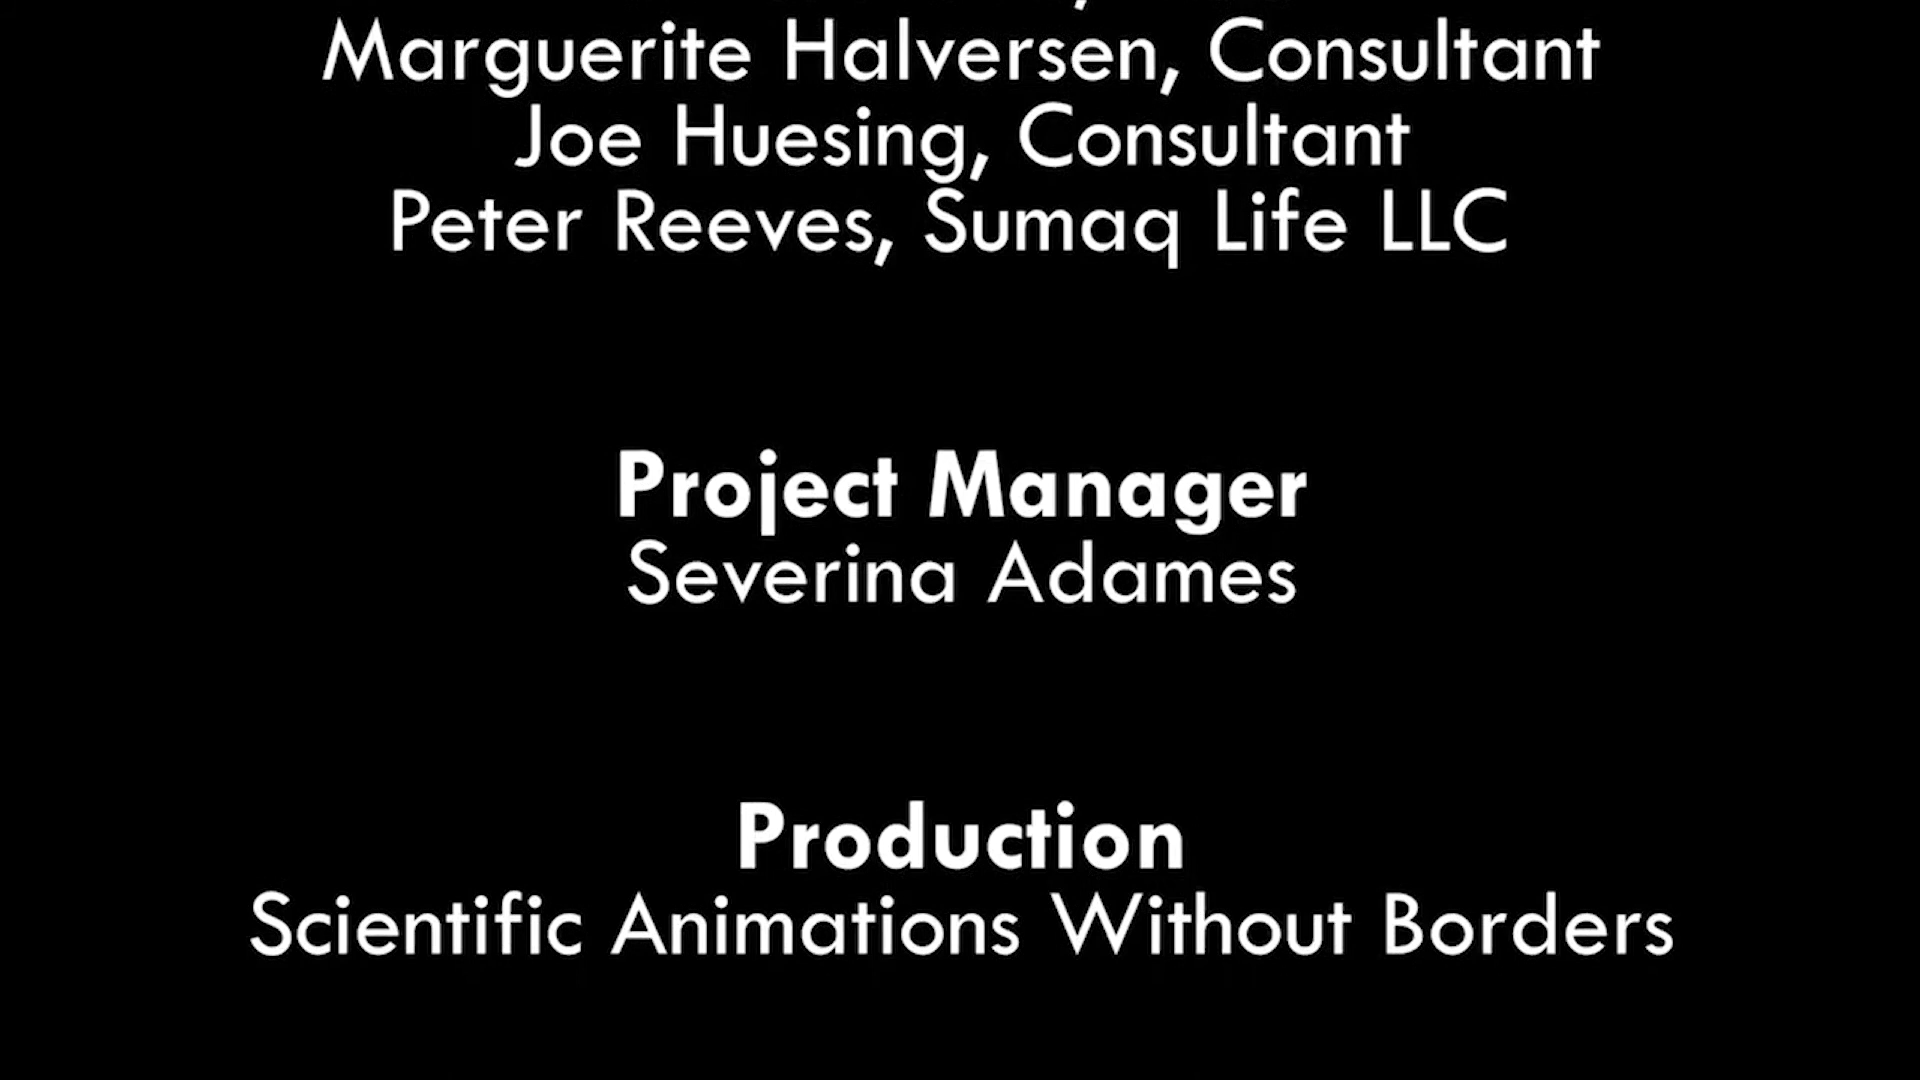 Marguerite Halversen, Consultant
Joe Huesing, Consultant
Peter Reeves, Sumaq Life LLC
Project Manager
Severina Adames
Production
Scientific Animations Without Borders